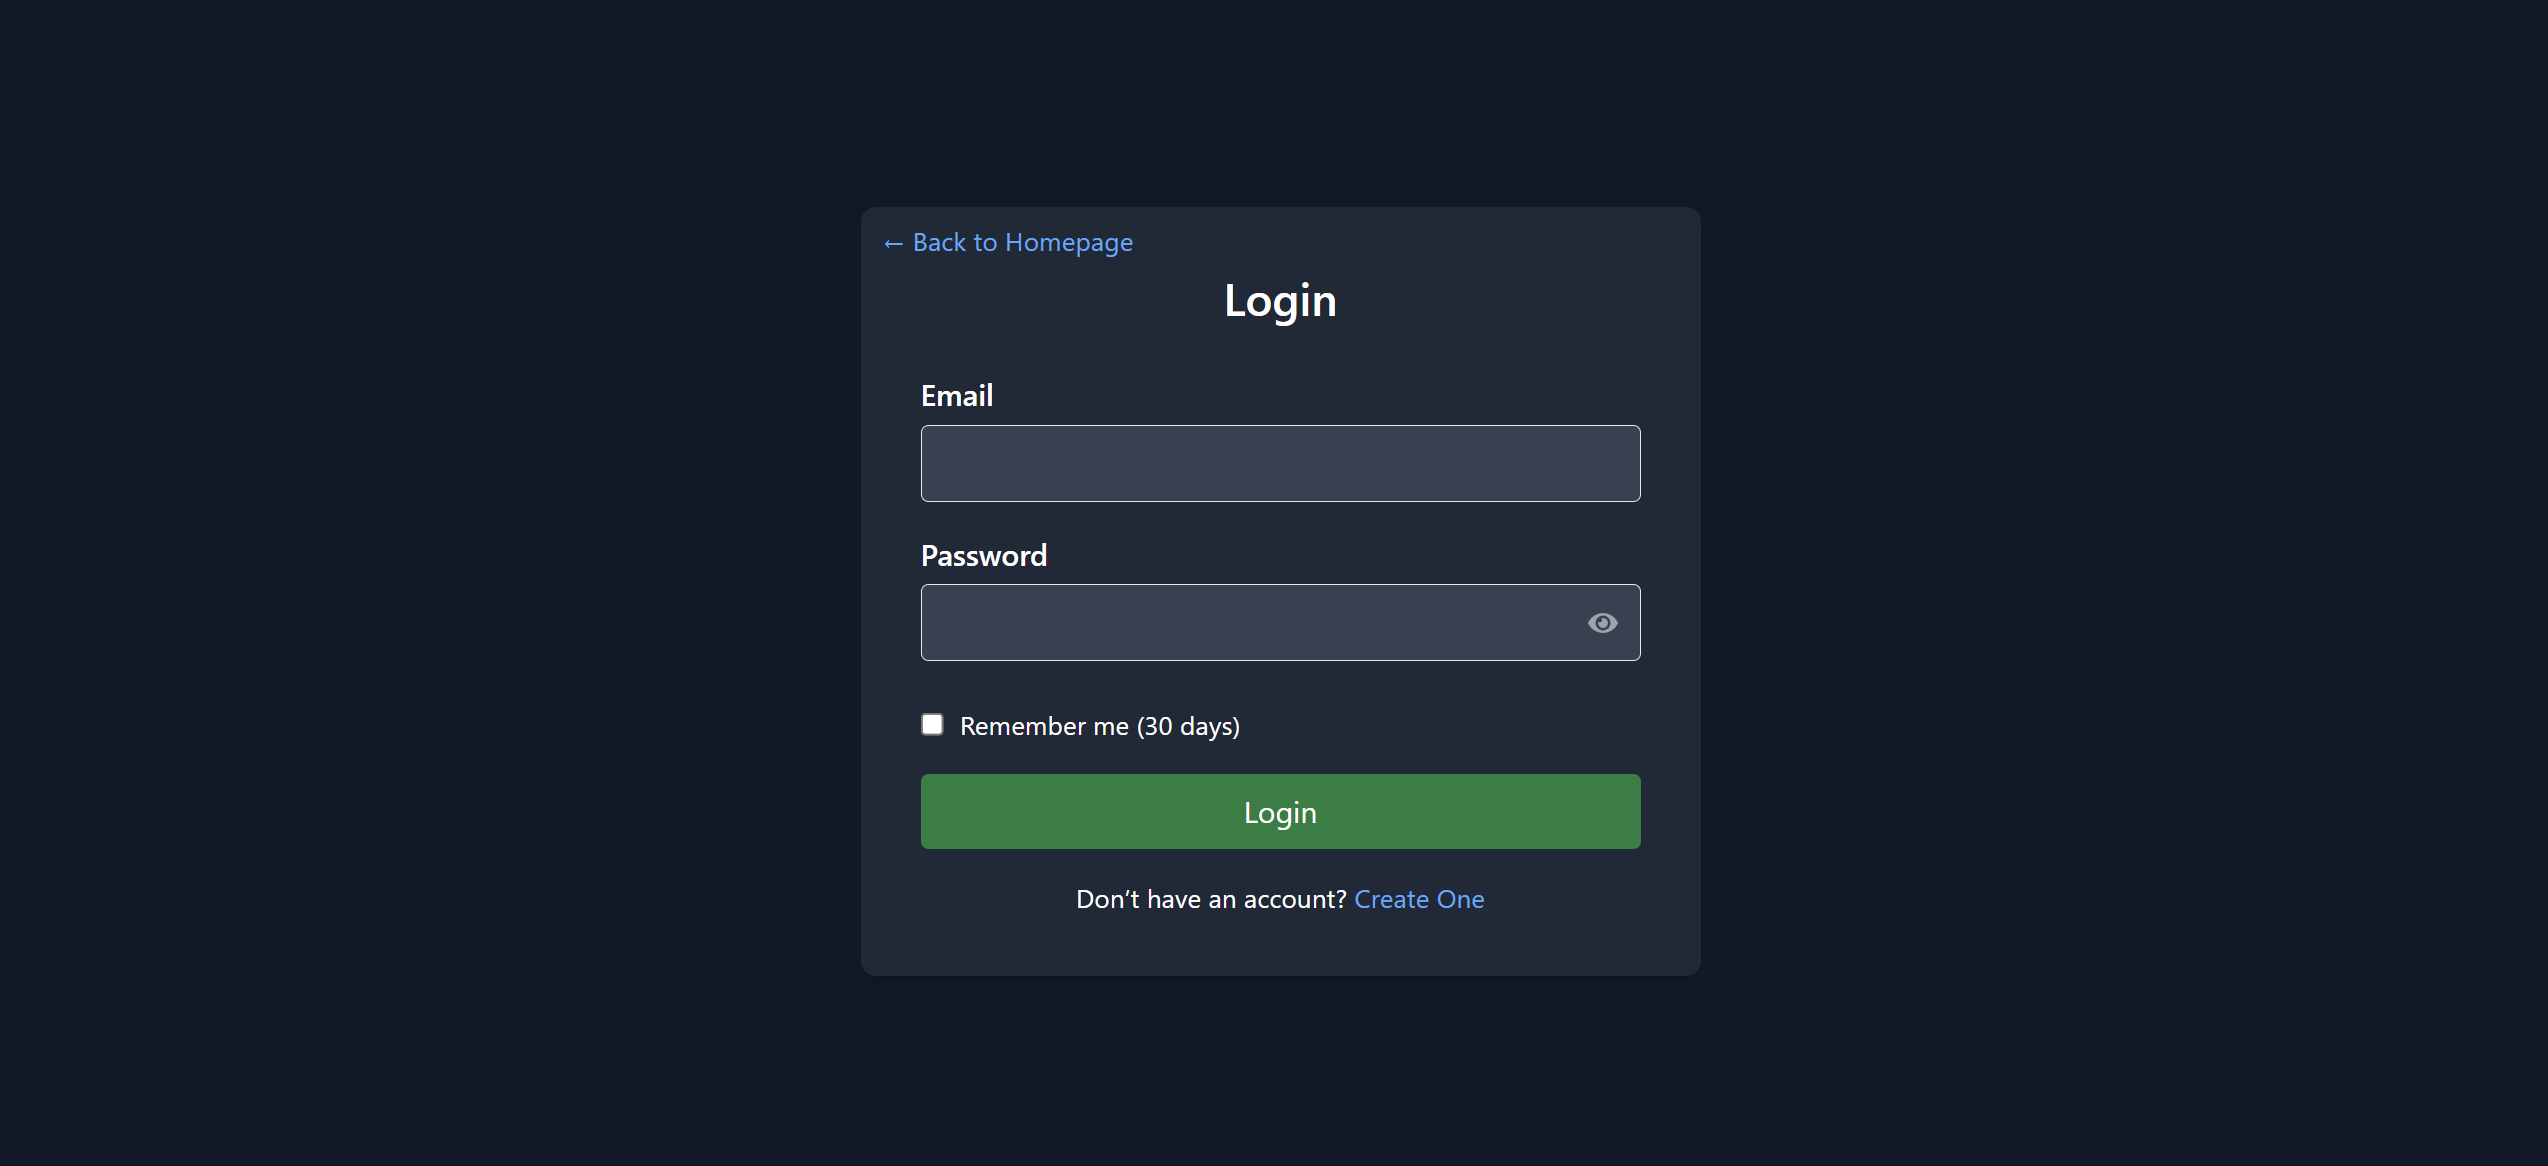 ← Back to Homepage
Login
Email
Password
Remember me (30 days)
Login
Don’t have an account? Create One